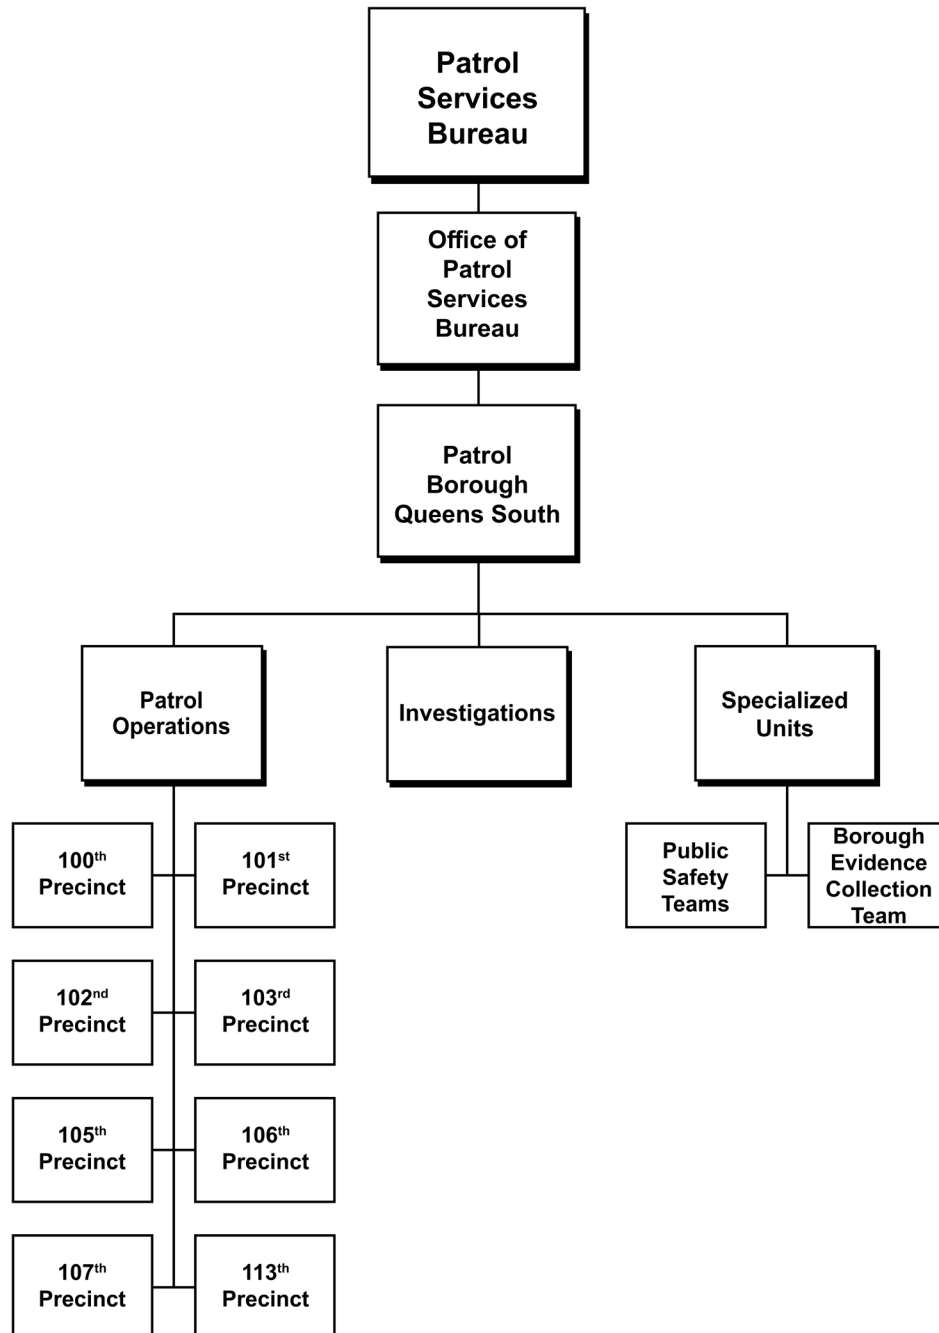 Patrol
Services
Bureau
Office of
Patrol
Services
Bureau
Patrol
Borough
Queens South
Patrol
Operations
Investigations
Specialized
Units
100th
Precinct
101st
Precinct
Public
Safety
Teams
Borough
Evidence
Collection
Team
102nd
Precinct
103rd
Precinct
105th
Precinct
106th
Precinct
107th
Precinct
113th
Precinct